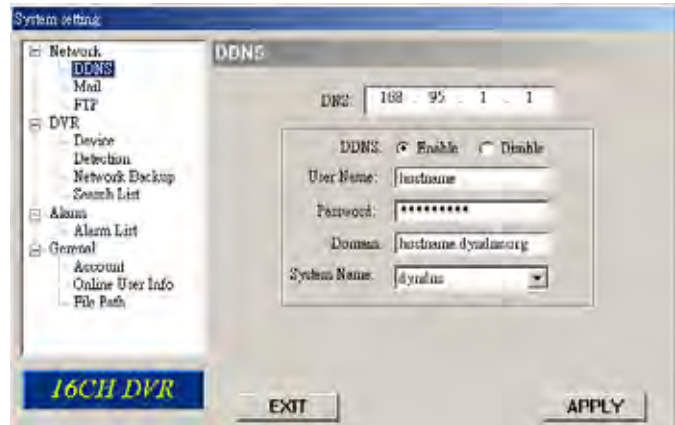 System setting
Network
DDNS
Mail
FTP
DVR
Device
Detection
Network Backup
Search List
Alarm
Alarm List
General
Account
Online User Info
File Path
16CH DVR
DDNS
DNS: 168 . 95 . 1 . 1
DDNS: Enable Disable
User Name: hostname
Password: *********
Domain: hostname.dyndns.org
System Name: dyndns
EXIT
APPLY